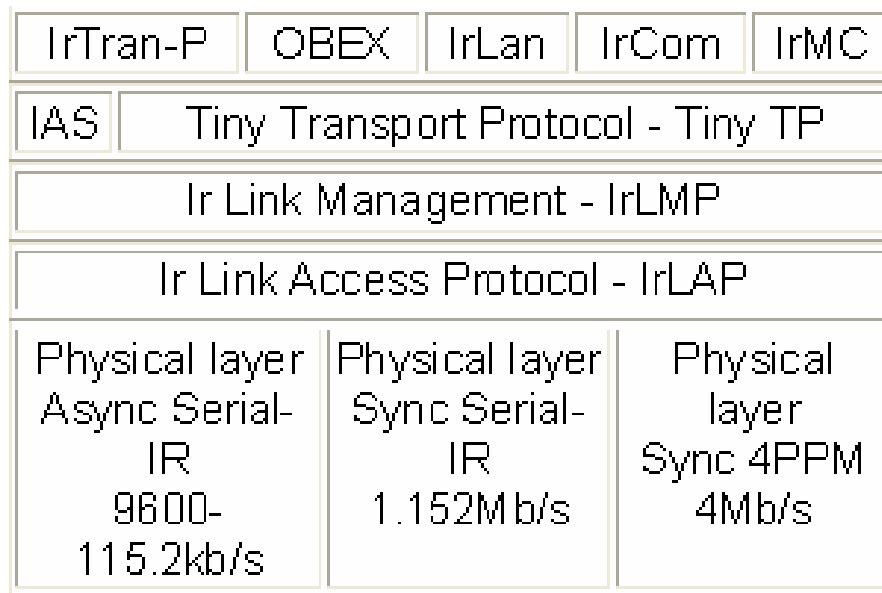 IrTran-P OBEX IrLan IrCom IrMC
IAS Tiny Transport Protocol - Tiny TP
Ir Link Management - IrLMP
Ir Link Access Protocol - IrLAP
Physical layer
Async Serial-
IR
9600-
115.2kb/s
Physical layer
Sync Serial-
IR
1.152Mb/s
Physical
layer
Sync 4PPM
4Mb/s